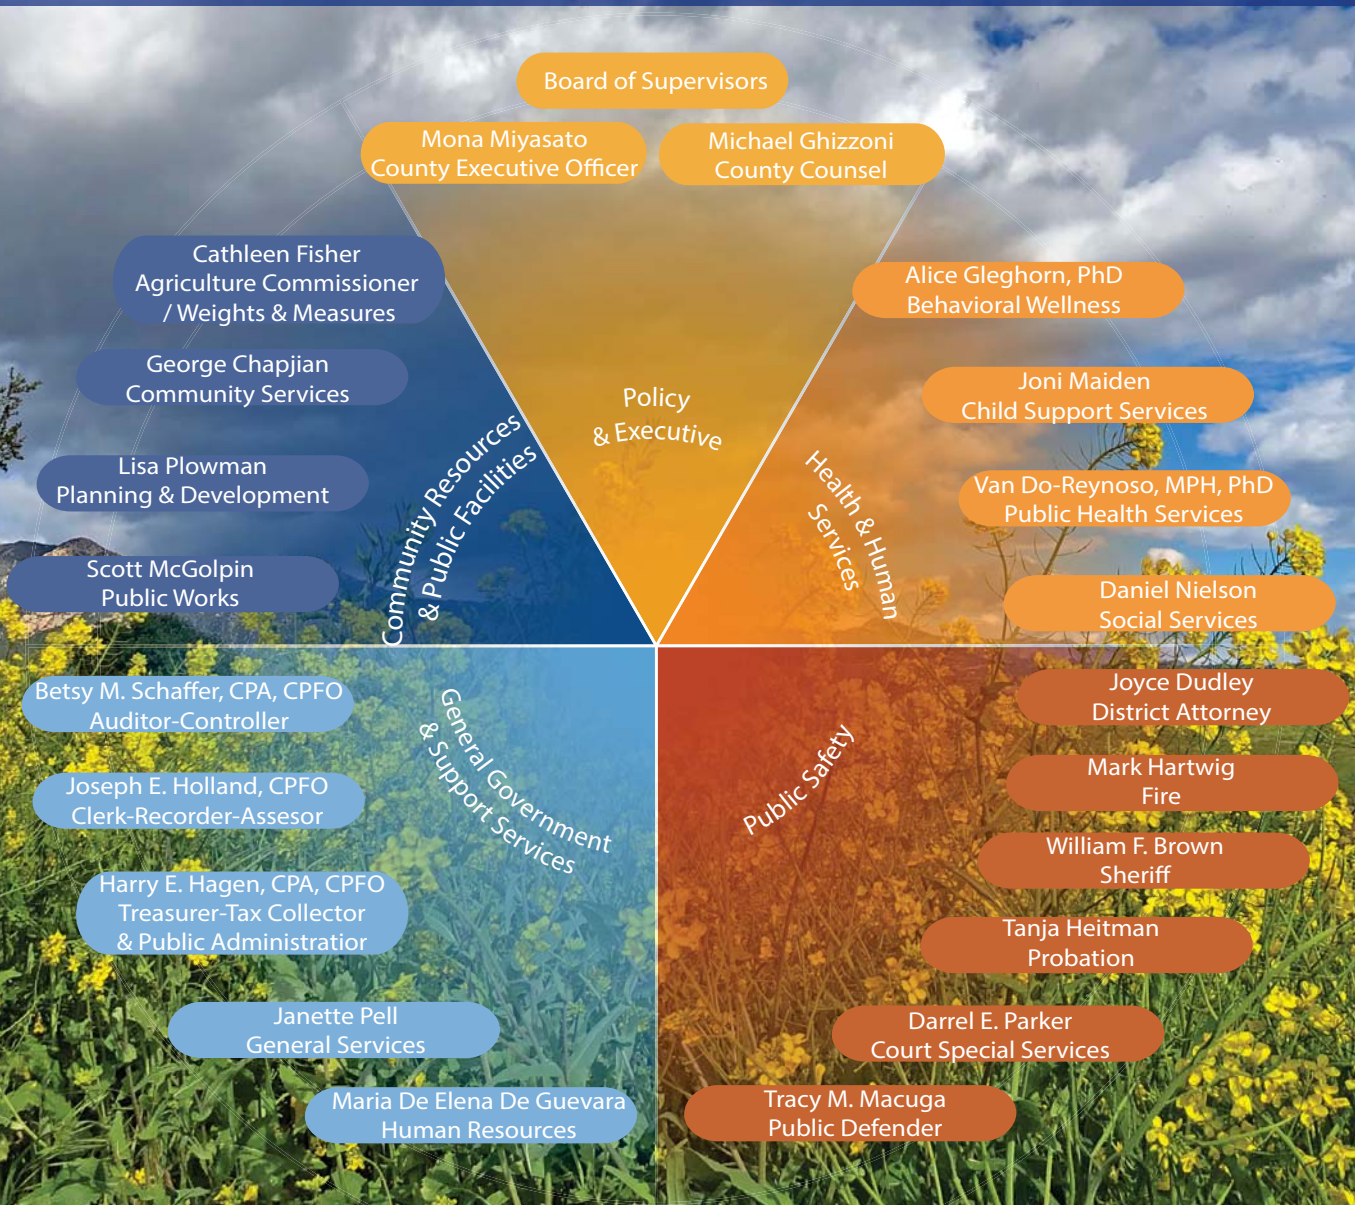 Board of Supervisors
Mona Miyasato
County Executive Officer
Michael Ghizzoni
County Counsel
Cathleen Fisher
Agriculture Commissioner
/ Weights & Measures
George Chapjian
Community Services
Lisa Plowman
Planning & Development
Scott McGolpin
Public Works
Community Resources
& Public Facilities
Policy
& Executive
Health & Human
Services
Alice Gleghorn, PhD
Behavioral Wellness
Joni Maiden
Child Support Services
Van Do-Reynoso, MPH, PhD
Public Health Services
Daniel Nielson
Social Services
Betsy M. Schaffer, CPA, CPFO
Auditor-Controller
Joseph E. Holland, CPFO
Clerk-Recorder-Assesor
Harry E. Hagen, CPA, CPFO
Treasurer-Tax Collector
& Public Administratior
Janette Pell
General Services
Maria De Elena De Guevara
Human Resources
General Government
& Support Services
Public Safety
Joyce Dudley
District Attorney
Mark Hartwig
Fire
William F. Brown
Sheriff
Tanja Heitman
Probation
Darrel E. Parker
Court Special Services
Tracy M. Macuga
Public Defender